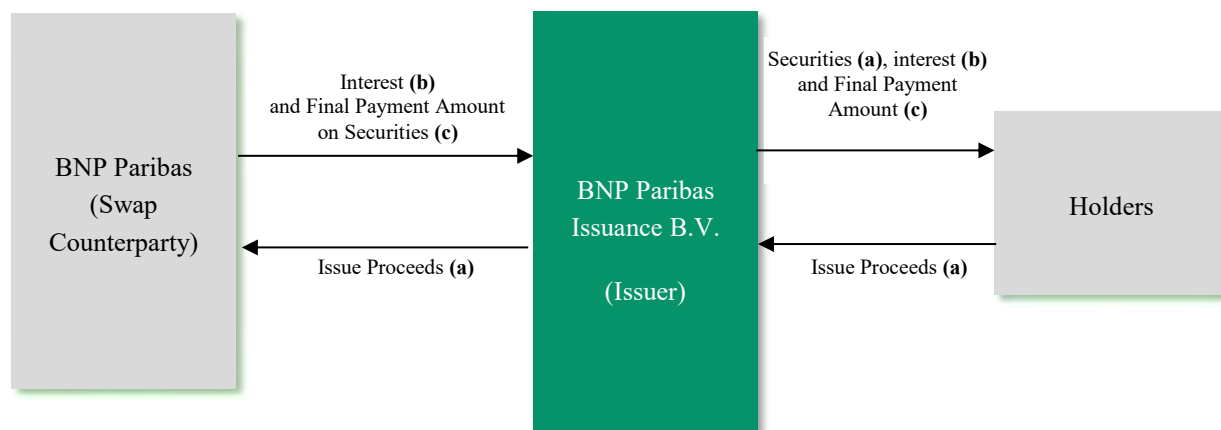 BNP Paribas
(Swap
Counterparty)
Interest (b)
and Final Payment Amount
on Securities (c)
Issue Proceeds (a)
BNP Paribas
Issuance B.V.
(Issuer)
Securities (a), interest (b)
and Final Payment
Amount (c)
Issue Proceeds (a)
Holders